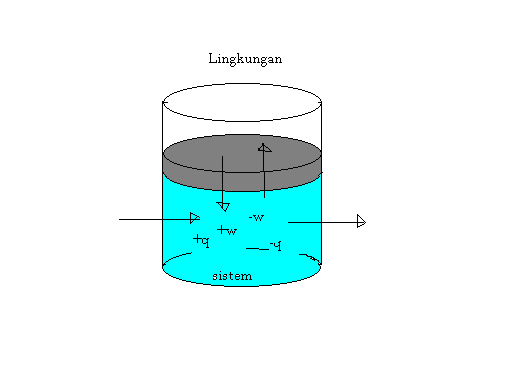 Lingkungan
-w
+w
+q
-q
sistem